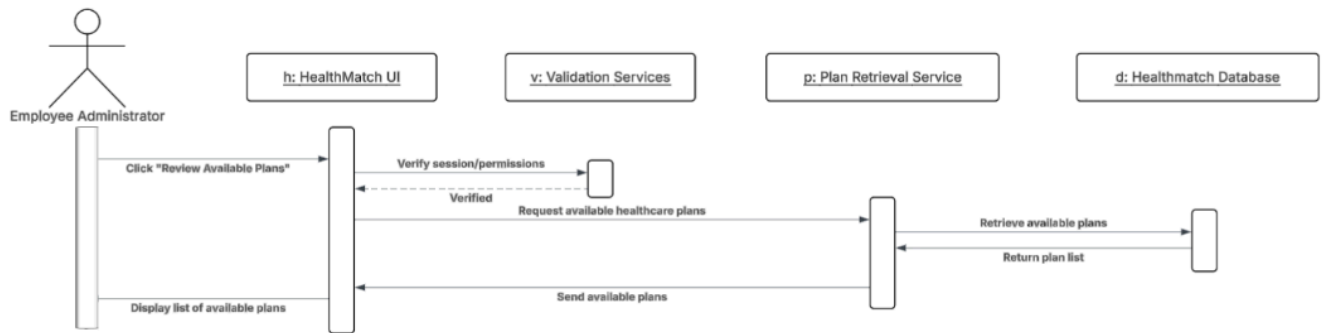 h: HealthMatch UI
v: Validation Services
p: Plan Retrieval Service
d: Healthmatch Database
Employee Administrator
Click "Review Available Plans"
Verify session/permissions
Verified
Request available healthcare plans
Retrieve available plans
Return plan list
Send available plans
Display list of available plans